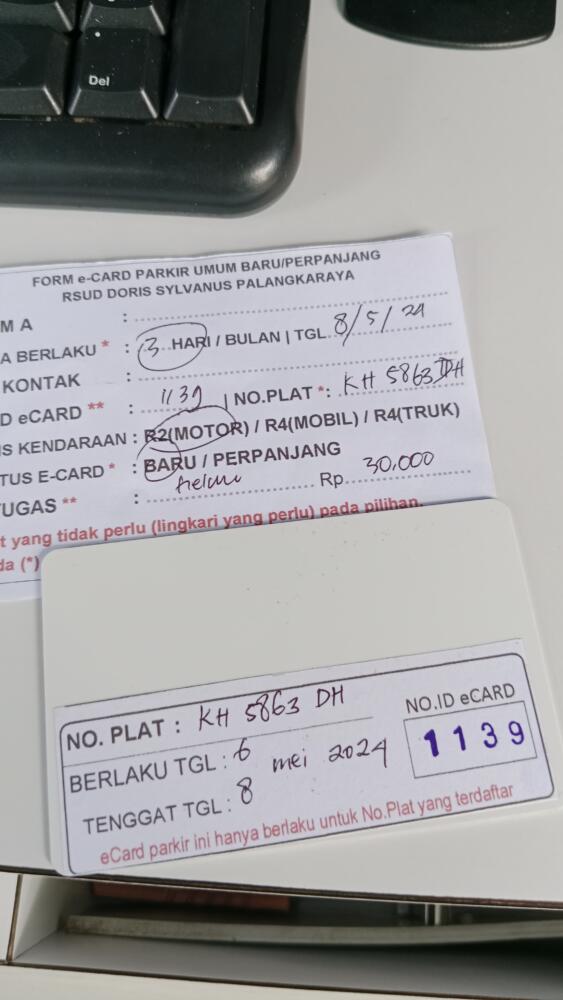 Del
FORM e-CARD PARKIR UMUM BARU/PERPANJANG
RSUD DORIS SYLVANUS PALANGKARAYA
M A :
A BERLAKU * : 3 HARI / BULAN | TGL. 8/5/24
KONTAK :
D eCARD ** : 1139 | NO.PLAT *: KH 5863 DH
S KENDARAAN : R2(MOTOR) / R4(MOBIL) / R4(TRUK)
TUS E-CARD * : BARU / PERPANJANG
UGAS ** : Rp. 30.000
t yang tidak perlu (lingkari yang perlu) pada pilihan.
da (*)
NO. PLAT : KH 5863 DH
NO.ID eCARD
BERLAKU TGL : 6 mei 2024
1139
TENGGAT TGL : 8
eCard parkir ini hanya berlaku untuk No.Plat yang terdaftar